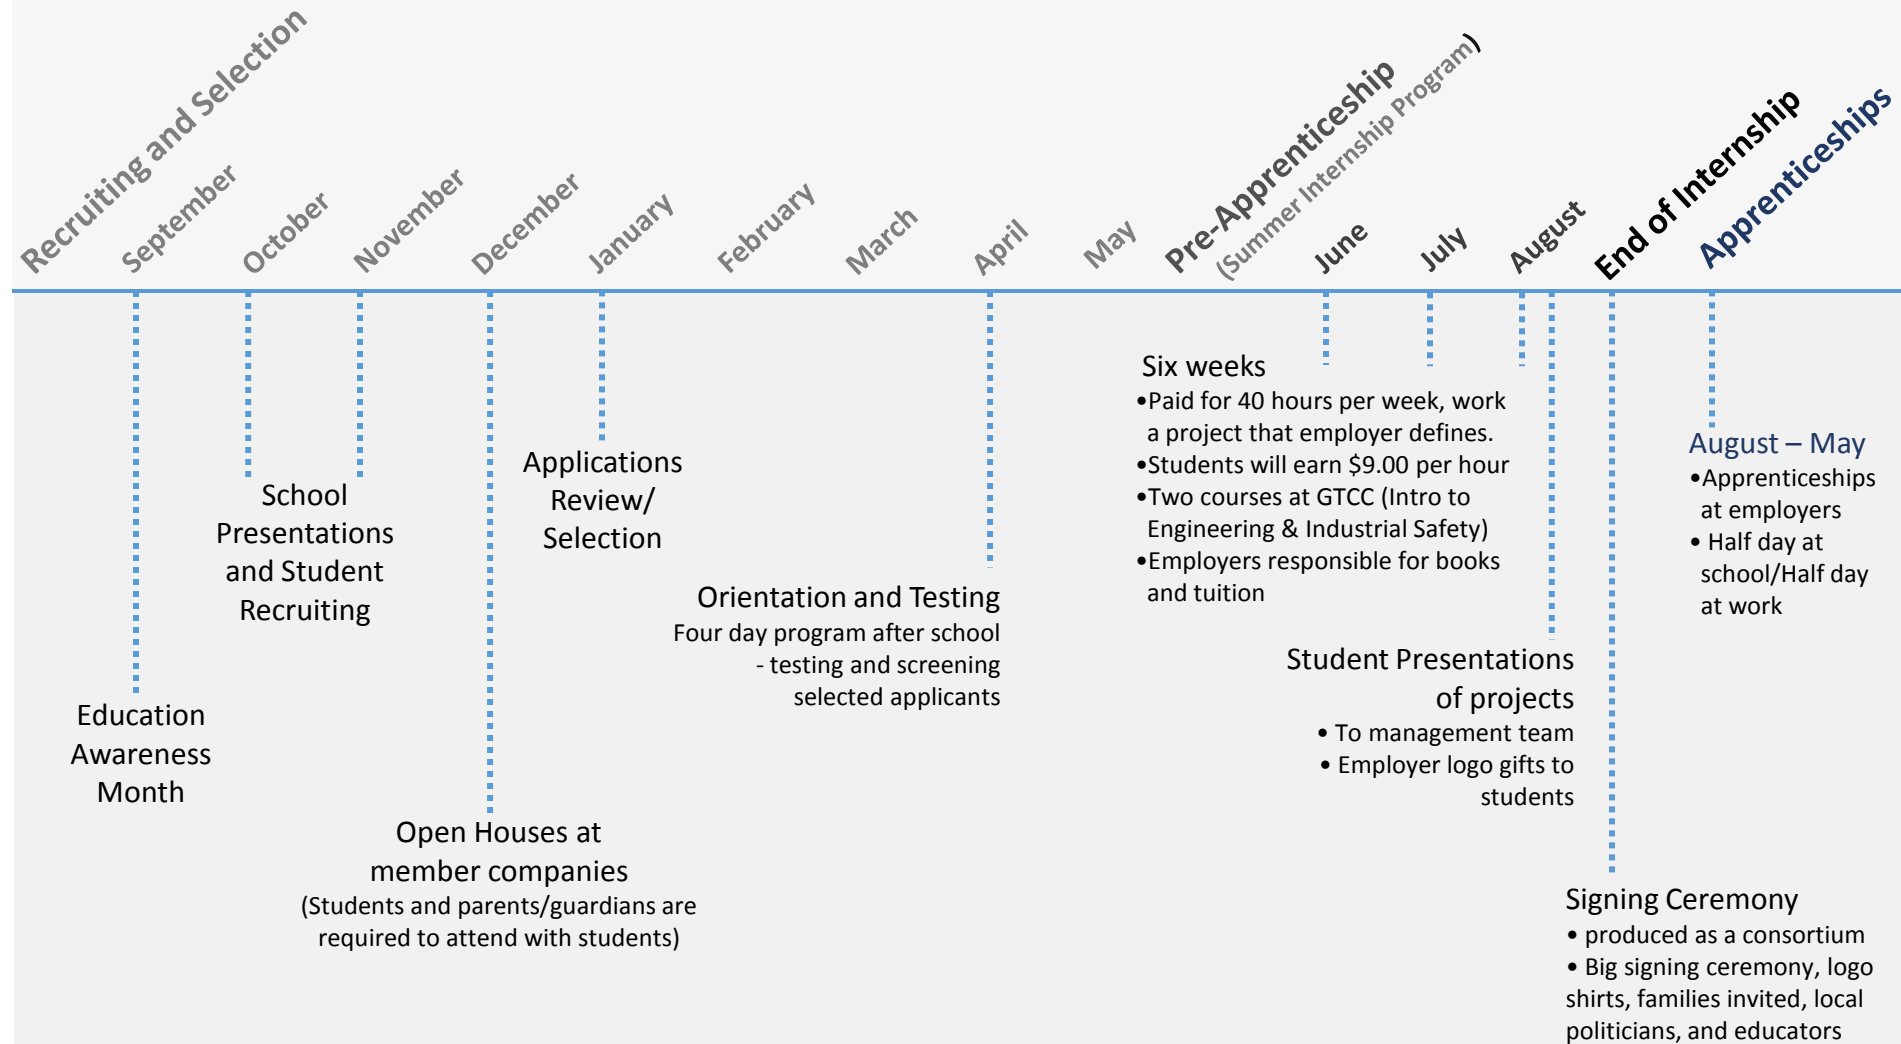 Recruiting and Selection
September
October
November
December
January
February
March
April
May
Pre-Apprenticeship
(Summer Internship Program)
June
July
August
End of Internship
Apprenticeships
Education
Awareness
Month
School
Presentations
and Student
Recruiting
Open Houses at
member companies
(Students and parents/guardians are
required to attend with students)
Applications
Review/
Selection
Orientation and Testing
Four day program after school
- testing and screening
selected applicants
Six weeks
•Paid for 40 hours per week, work
a project that employer defines.
•Students will earn $9.00 per hour
•Two courses at GTCC (Intro to
Engineering & Industrial Safety)
•Employers responsible for books
and tuition
Student Presentations
of projects
• To management team
• Employer logo gifts to
students
Signing Ceremony
• produced as a consortium
• Big signing ceremony, logo
shirts, families invited, local
politicians, and educators
August – May
•Apprenticeships
at employers
• Half day at
school/Half day
at work